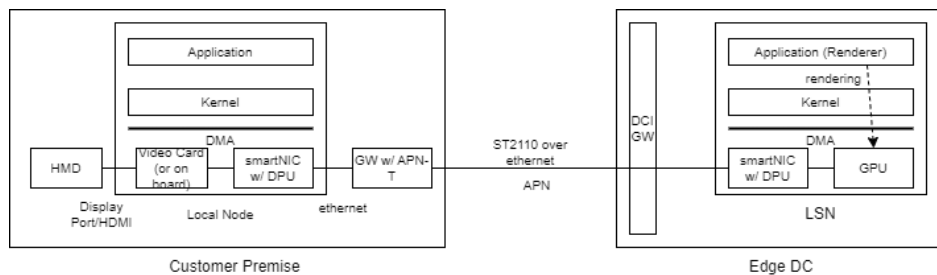 Application
Kernel
DMA
HMD
Video Card
(or on
board)
smartNIC
w/ DPU
GW w/ APN-
T
Display
Port/HDMI
Local Node
ethernet
Customer Premise
ST2110 over
ethernet
APN
DCI
GW
Application (Renderer)
rendering
Kernel
DMA
smartNIC
w/ DPU
GPU
LSN
Edge DC